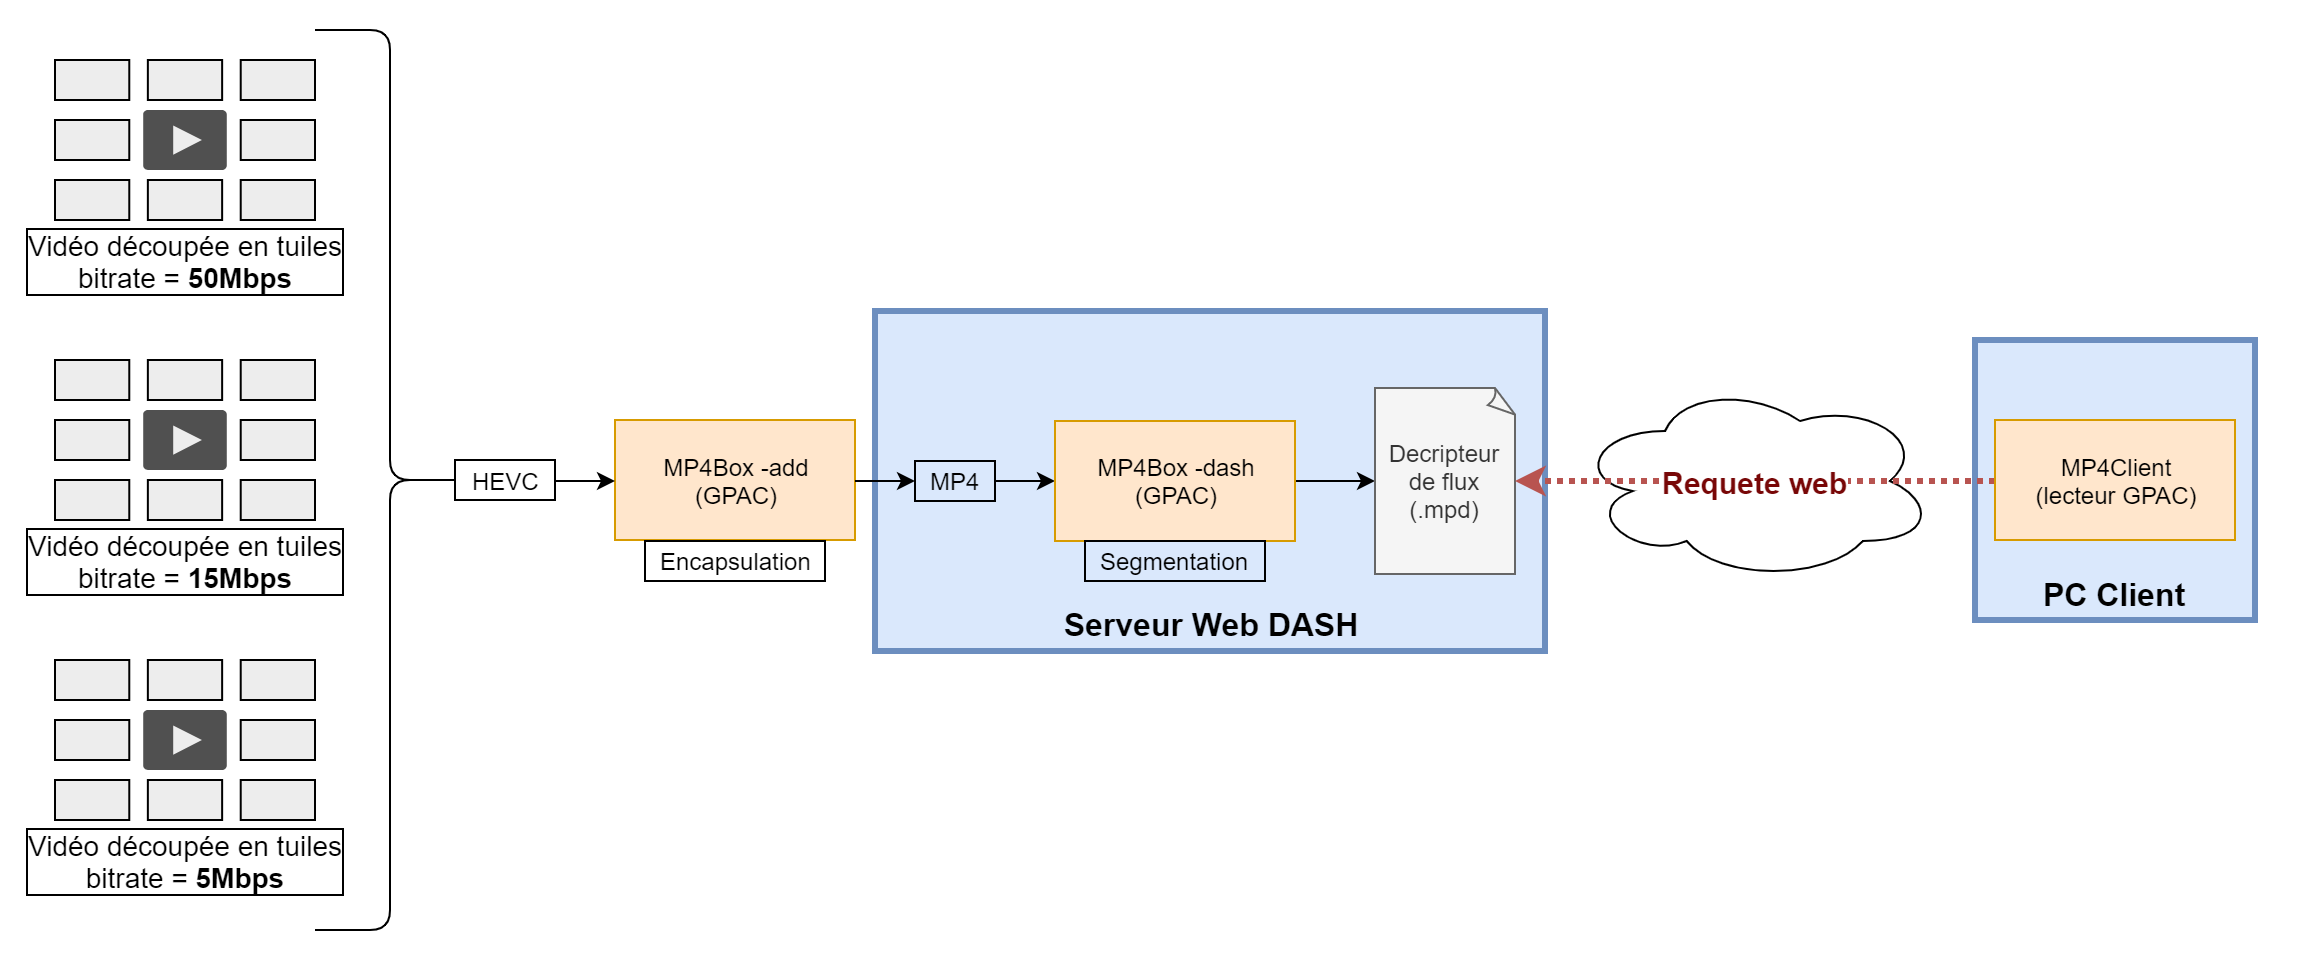 Vidéo découpée en tuiles
bitrate = 50Mbps
Vidéo découpée en tuiles
bitrate = 15Mbps
Vidéo découpée en tuiles
bitrate = 5Mbps
HEVC
MP4Box -add
(GPAC)
Encapsulation
MP4
MP4Box -dash
(GPAC)
Segmentation
Decripteur
de flux
(.mpd)
Serveur Web DASH
Requete web
MP4Client
(lecteur GPAC)
PC Client